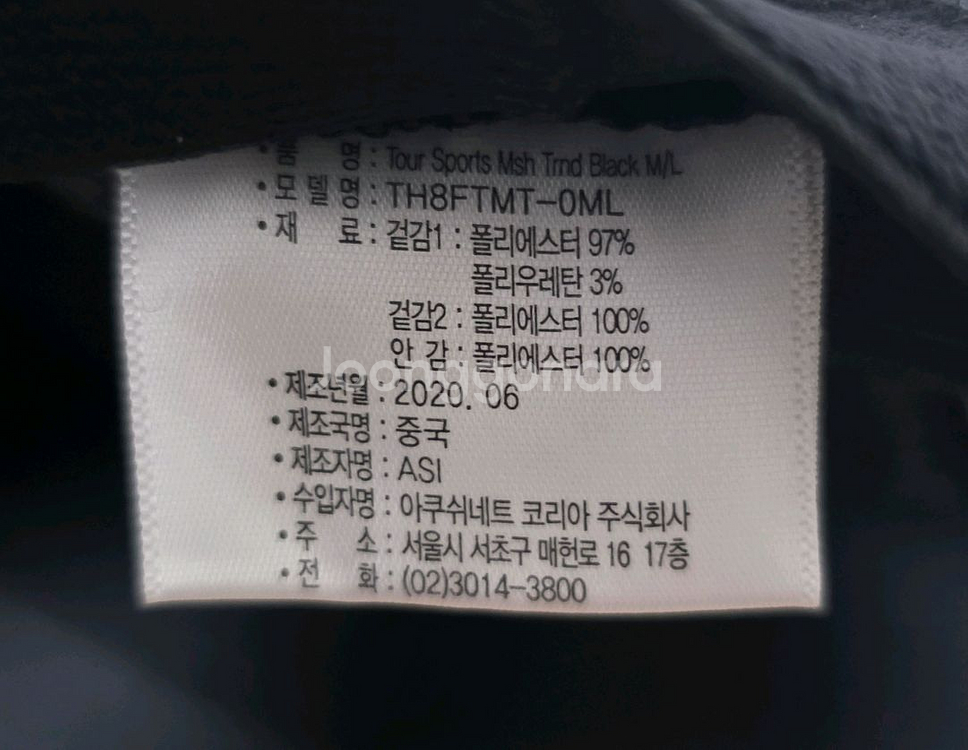 • 품 명 : Tour Sports Msh Trnd Black M/L
• 모 델 명 : TH8FTMT-0ML
• 재 료 : 겉감1 : 폴리에스터 97%
폴리우레탄 3%
겉감2 : 폴리에스터 100%
안 감 : 폴리에스터 100%
• 제조년월 : 2020. 06
• 제조국명 : 중국
• 제조자명 : ASI
• 수입자명 : 아쿠쉬네트 코리아 주식회사
• 주 소 : 서울시 서초구 매헌로 16 17층
• 전 화 : (02)3014-3800